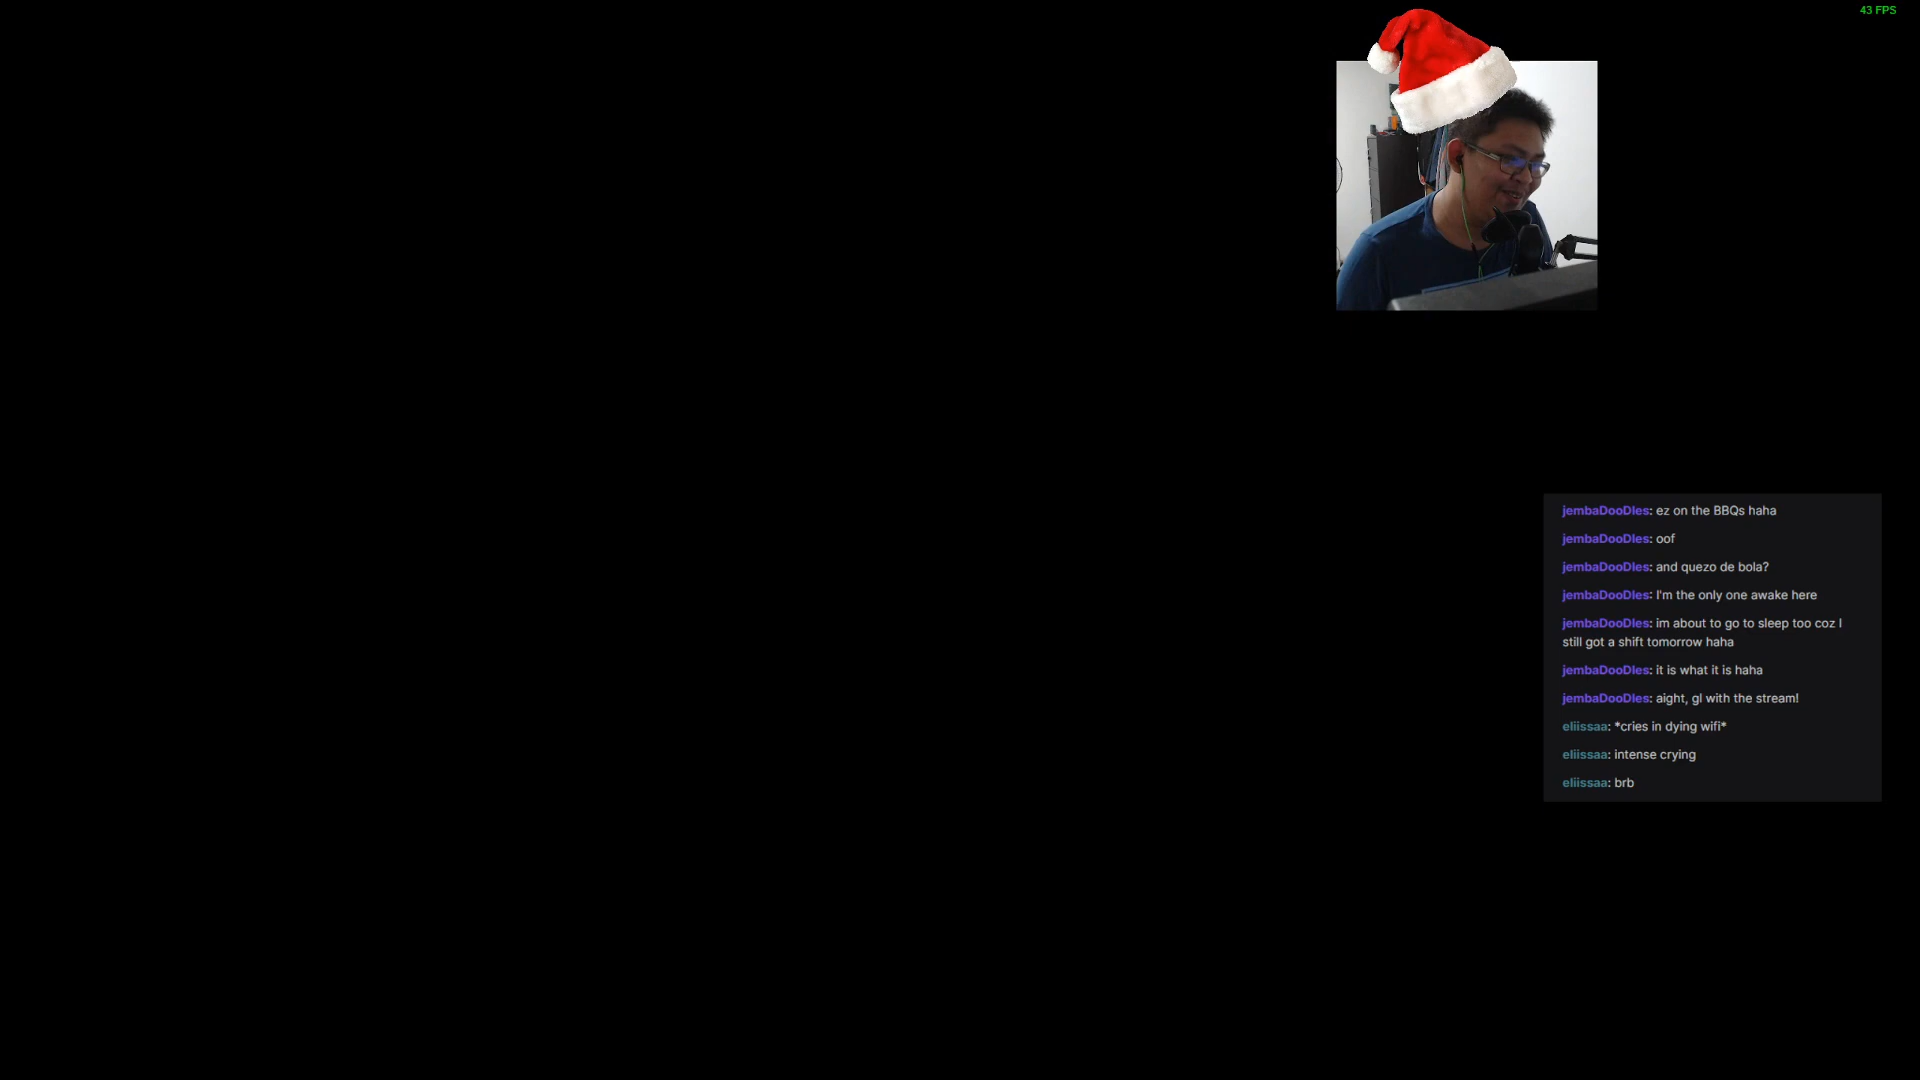 43 FPS
jembaDooDles: ez on the BBQs haha
jembaDooDles: oof
jembaDooDles: and quezo de bola?
jembaDooDles: I'm the only one awake here
jembaDooDles: im about to go to sleep too coz I
still got a shift tomorrow haha
jembaDooDles: it is what it is haha
jembaDooDles: aight, gl with the stream!
eliissaa: *cries in dying wifi*
eliissaa: intense crying
eliissaa: brb